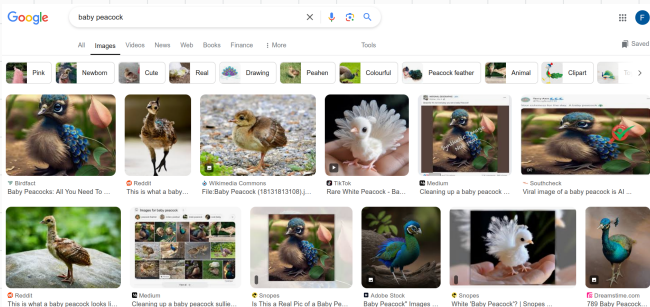 Google
baby peacock
F
All Images Videos News Web Books Finance More Tools
Saved
Pink Newborn Cute Real Drawing Peahen Colourful Peacock feather Animal Clipart
Birdfact Reddit Wikimedia Commons TikTok Medium Southcheck
Baby Peacocks: All You Need To ... This is what a baby... File:Baby Peacock (18131813108).j... Rare White Peacock - Ba... Cleaning up a baby peacock ... Viral image of a baby peacock is AI ...
Images for baby peacock
Reddit Medium Snopes Adobe Stock Snopes Dreamstime.com
This is what a baby peacock looks li... Cleaning up a baby peacock sullie... Is This a Real Pic of a Baby Pe... Baby Peacock" Images ... White 'Baby Peacock'? | Snopes ... 789 Baby Peacock ...